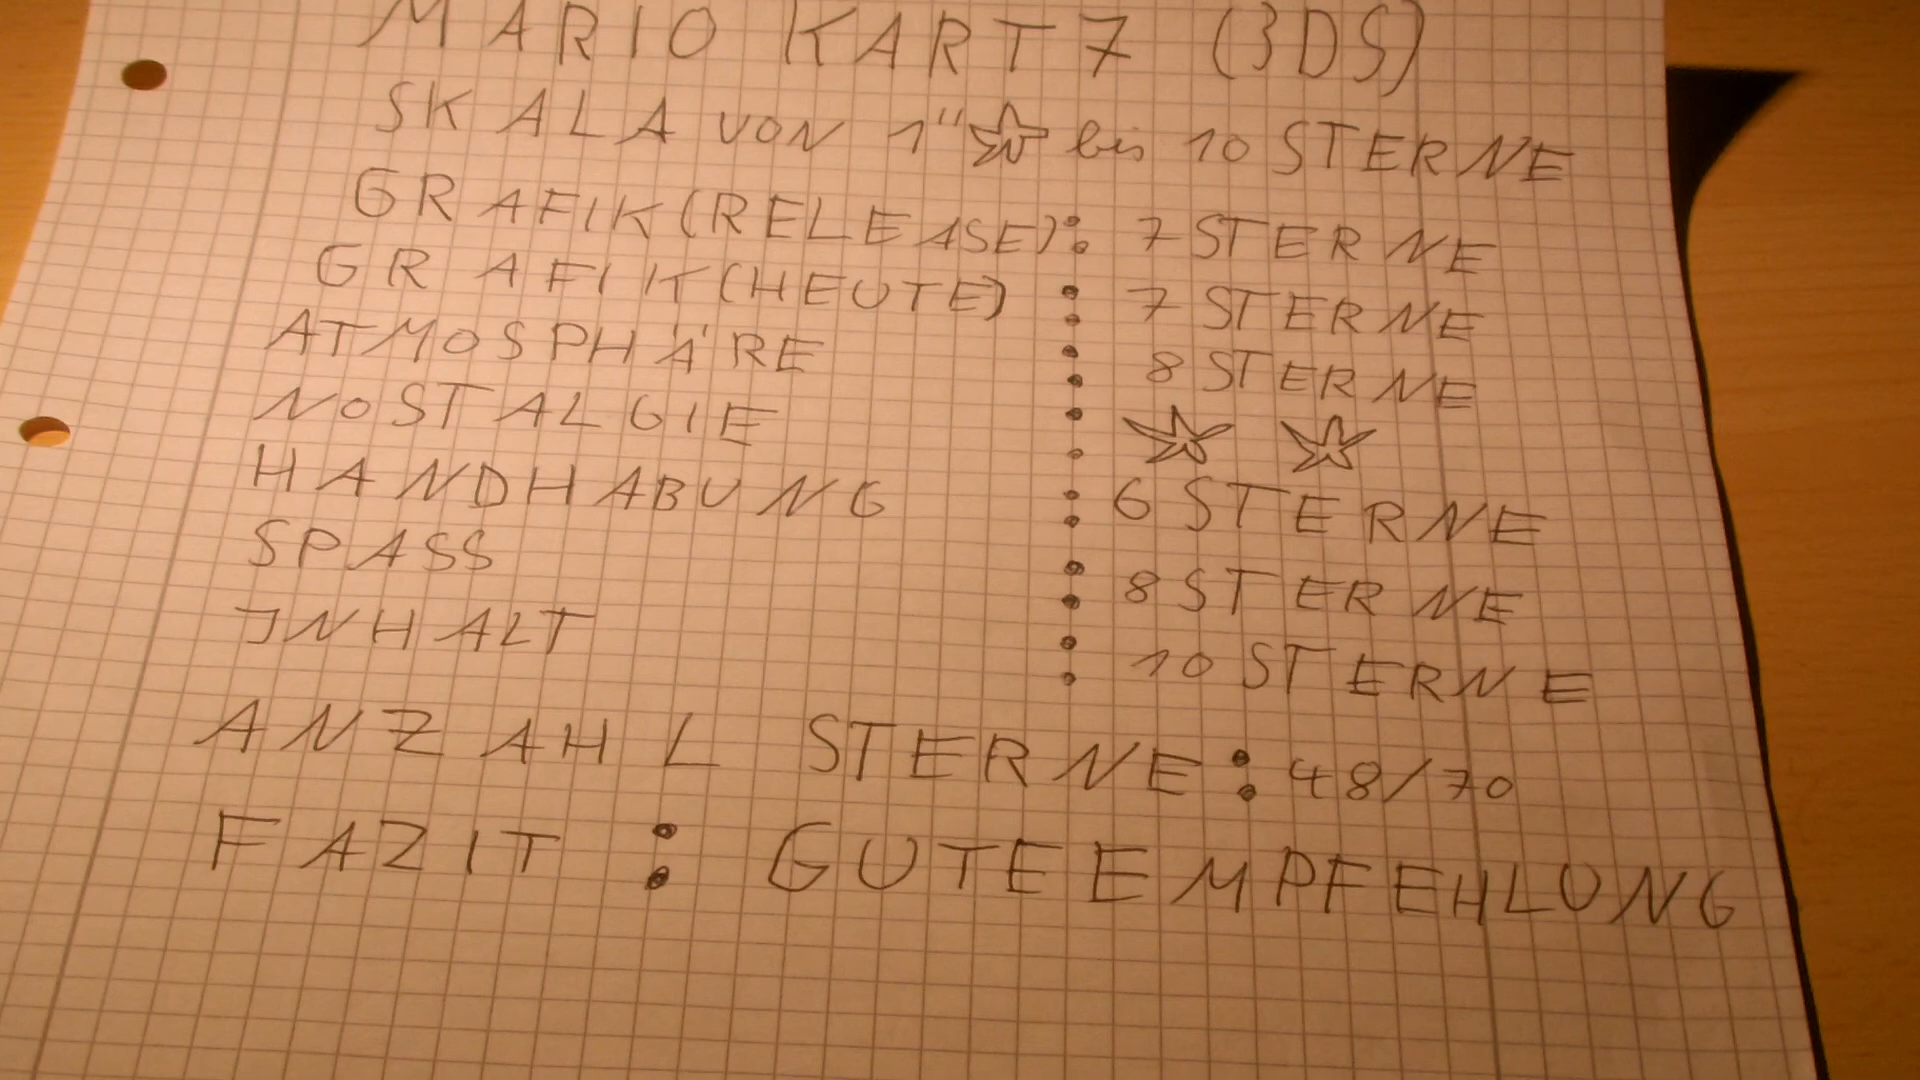 MARIO KART 7 (3DS)
SKALA VON 1" ☆ bis 10 STERNE
GRAFIK (RELEASE): 7 STERNE
GRAFIK (HEUTE) : 7 STERNE
ATMOSPHÄRE : 8 STERNE
NOSTALGIE : ☆ ☆
HANDHABUNG : 6 STERNE
SPASS : 8 STERNE
INHALT : 10 STERNE
ANZAHL STERNE: 48/70
FAZIT : GUTE EMPFEHLUNG